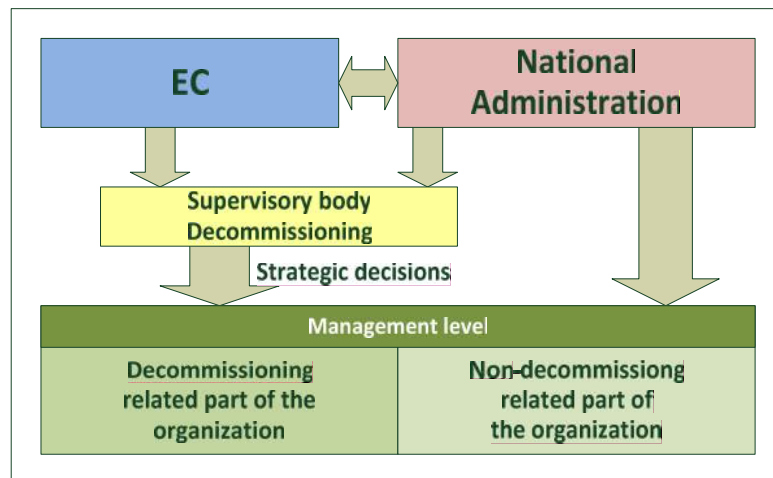 EC
National
Administration
Supervisory body
Decommissioning
Strategic decisions
Management level
Decommissioning
related part of the
organization
Non-decommissiong
related part of
the organization